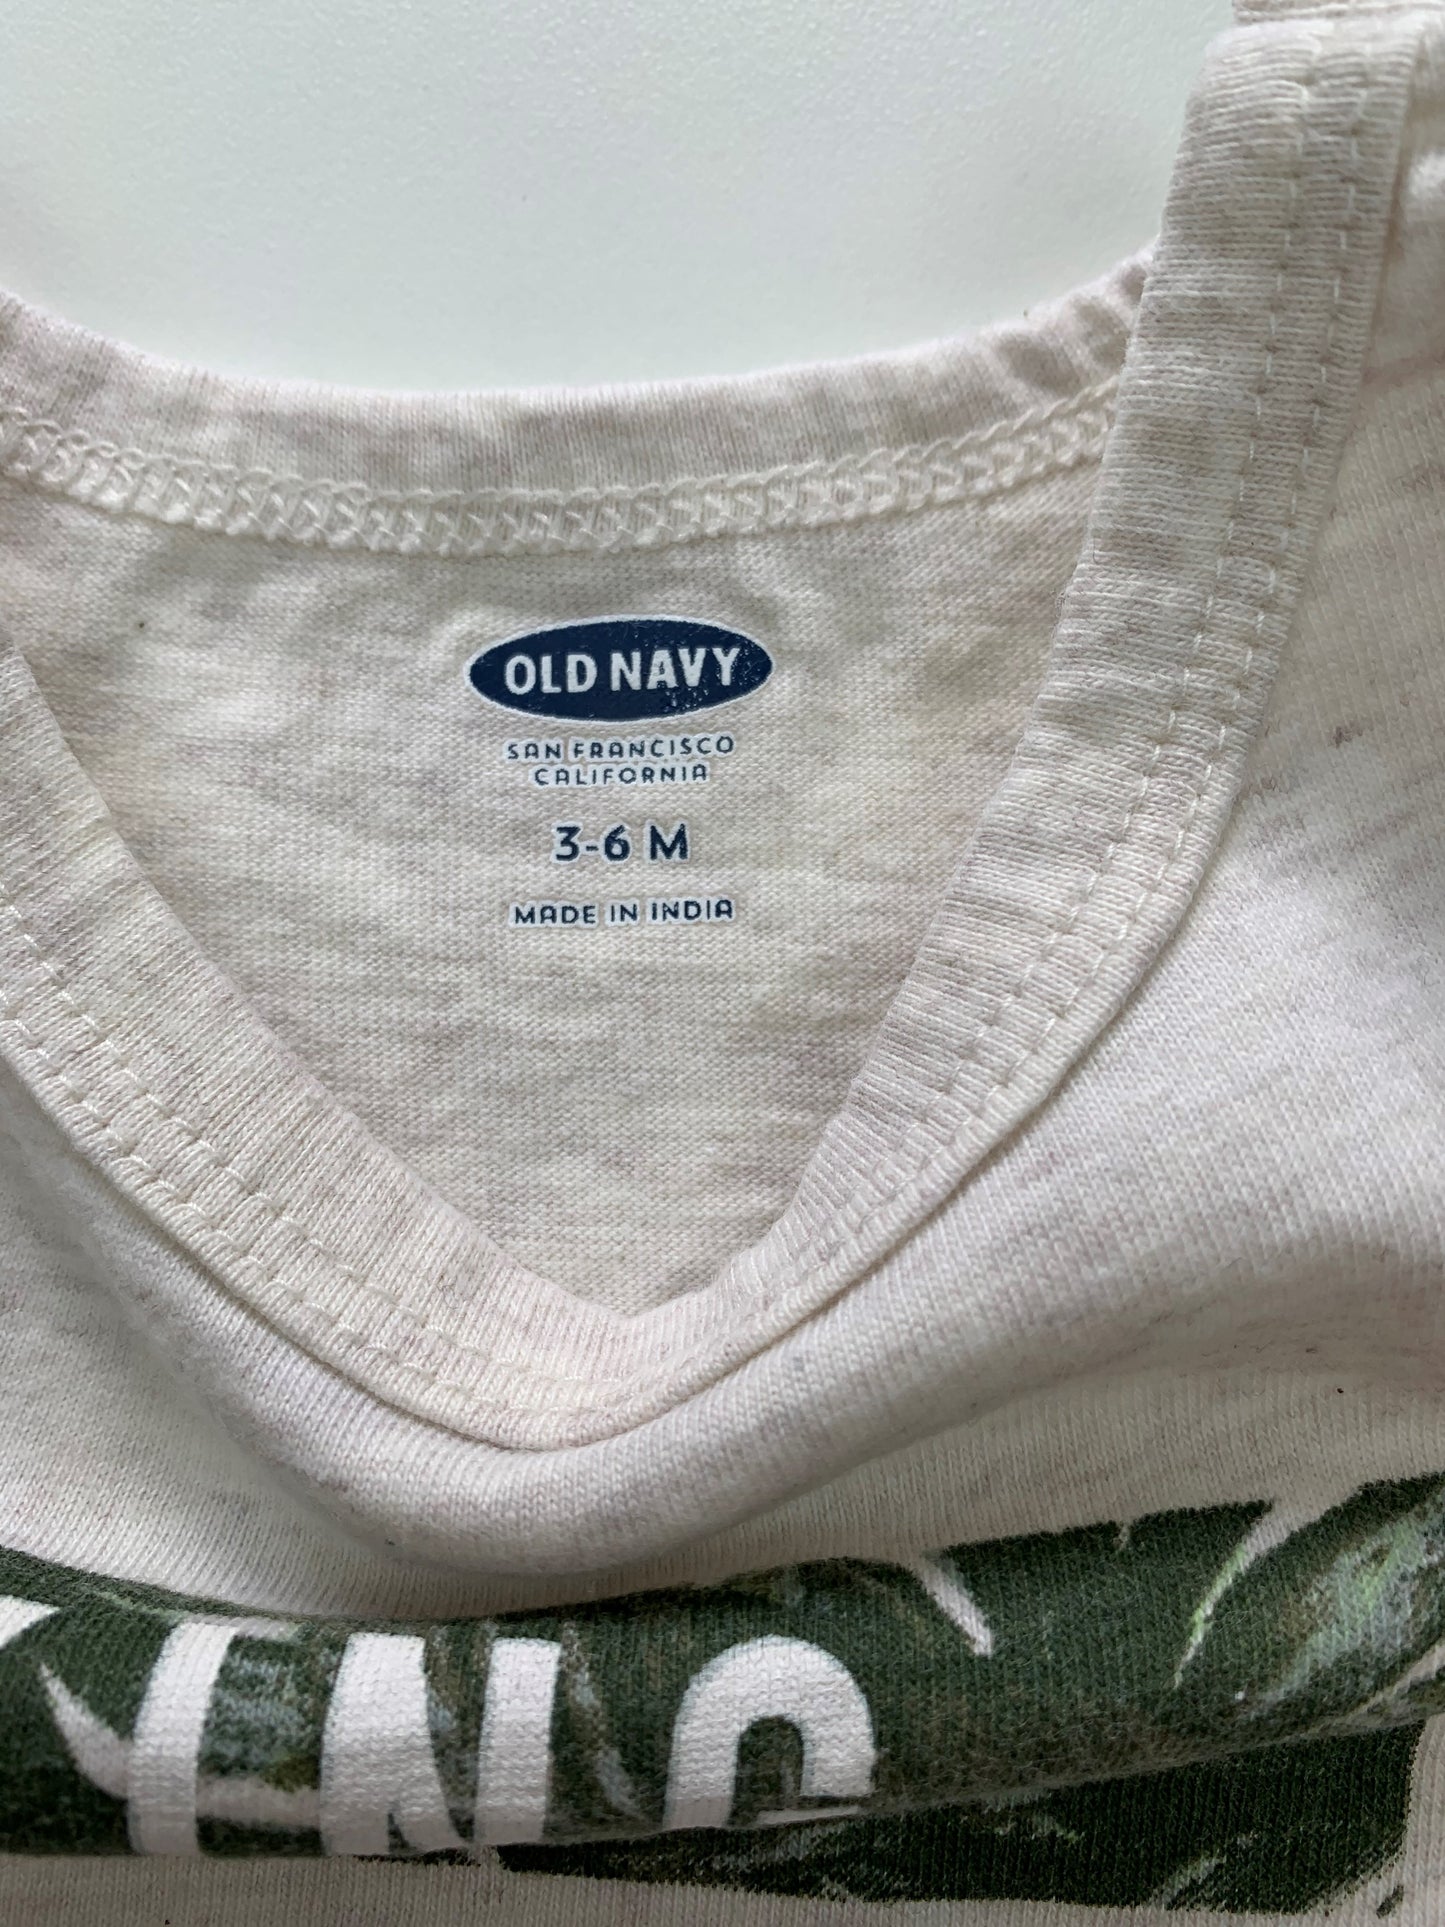 OLD NAVY
SAN FRANCISCO
CALIFORNIA
3-6 M
MADE IN INDIA